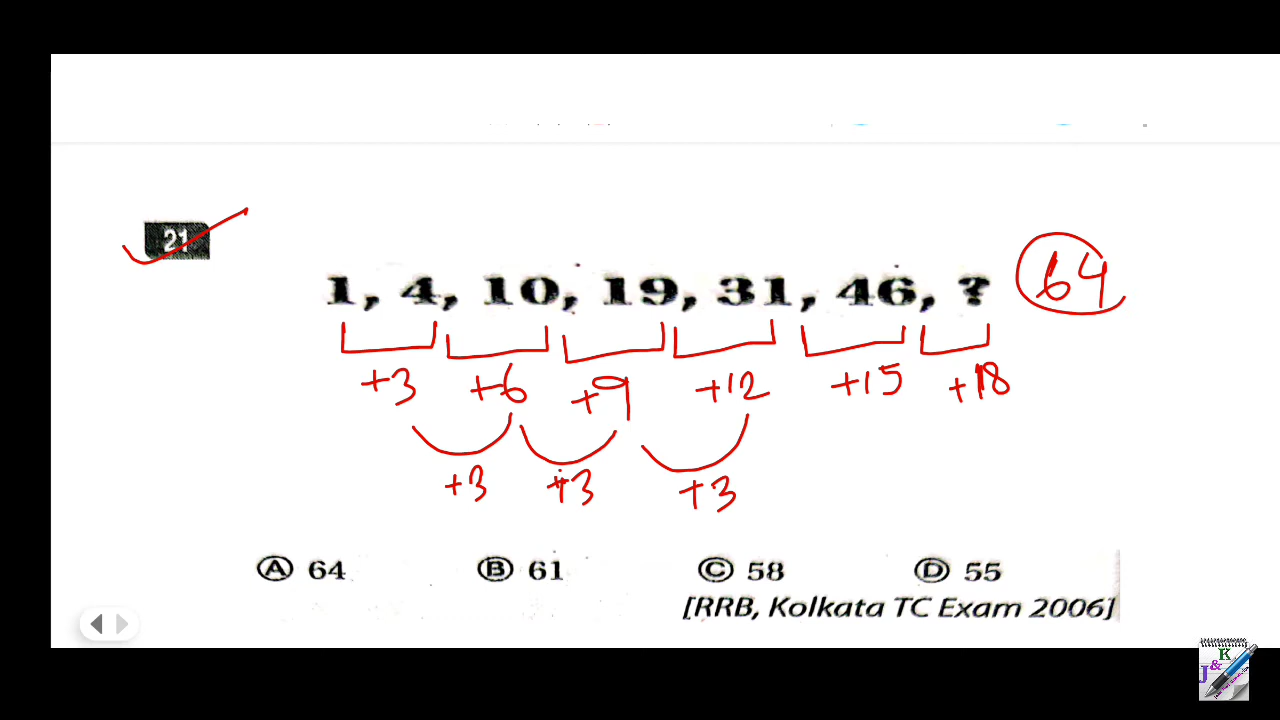 21
1, 4, 10, 19, 31, 46, ? 64
+3 +6 +9 +12 +15 +18
+3 +3 +3
Ⓐ 64 Ⓑ 61 Ⓒ 58 Ⓓ 55
[RRB, Kolkata TC Exam 2006]
J&K